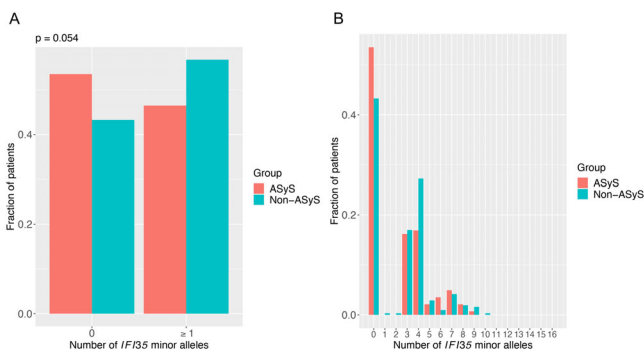 A
p = 0.054
Fraction of patients
0.4
0.2
0.0
0
≥ 1
Number of IFI35 minor alleles
Group
ASyS
Non−ASyS
B
Fraction of patients
0.4
0.2
0.0
0 1 2 3 4 5 6 7 8 9 10 11 12 13 14 15 16
Number of IFI35 minor alleles
Group
ASyS
Non−ASyS